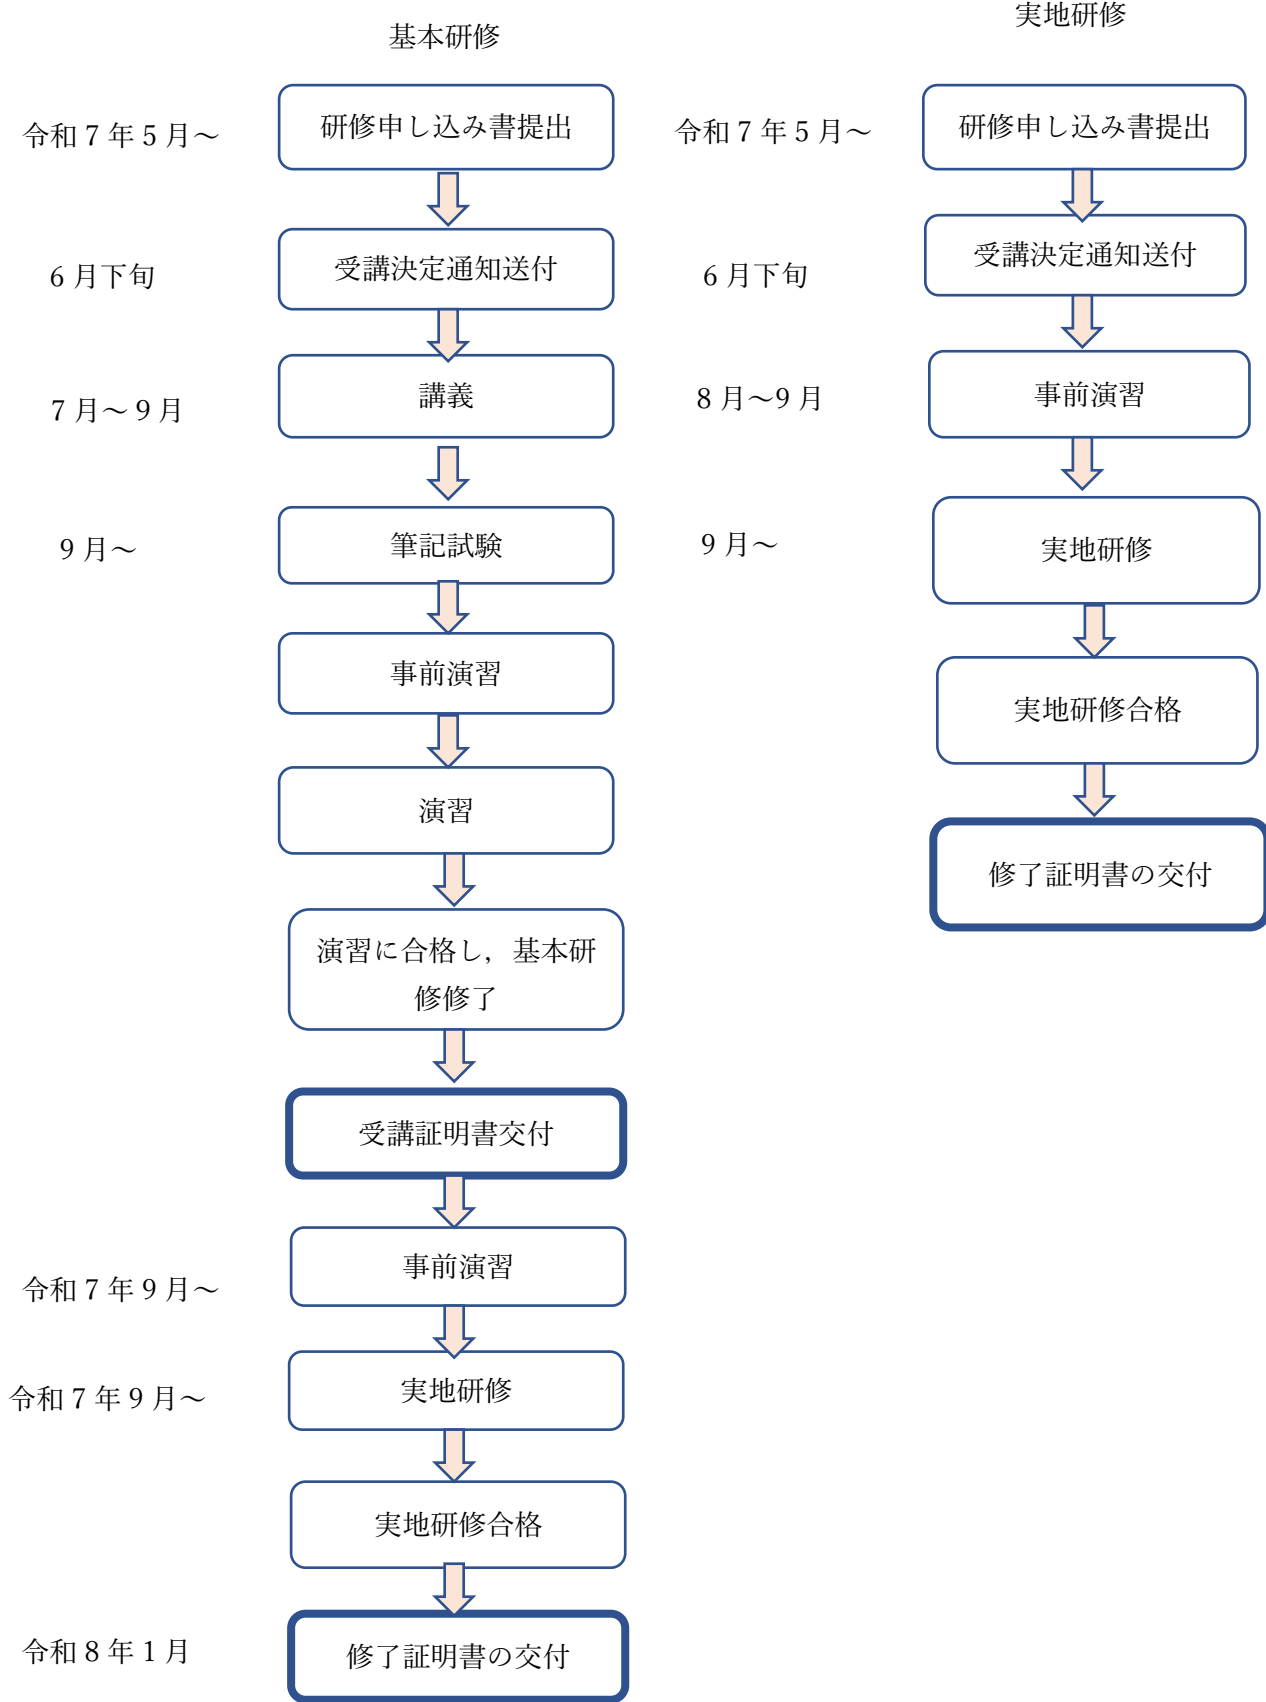 基本研修
令和 7 年 5 月～
研修申し込み書提出
6 月下旬
受講決定通知送付
7 月～ 9 月
講義
9 月～
筆記試験
事前演習
演習
演習に合格し，基本研
修修了
受講証明書交付
令和 7 年 9 月～
事前演習
令和 7 年 9 月～
実地研修
実地研修合格
令和 8 年 1 月
修了証明書の交付
実地研修
令和 7 年 5 月～
研修申し込み書提出
6 月下旬
受講決定通知送付
8 月～9 月
事前演習
9 月～
実地研修
実地研修合格
修了証明書の交付